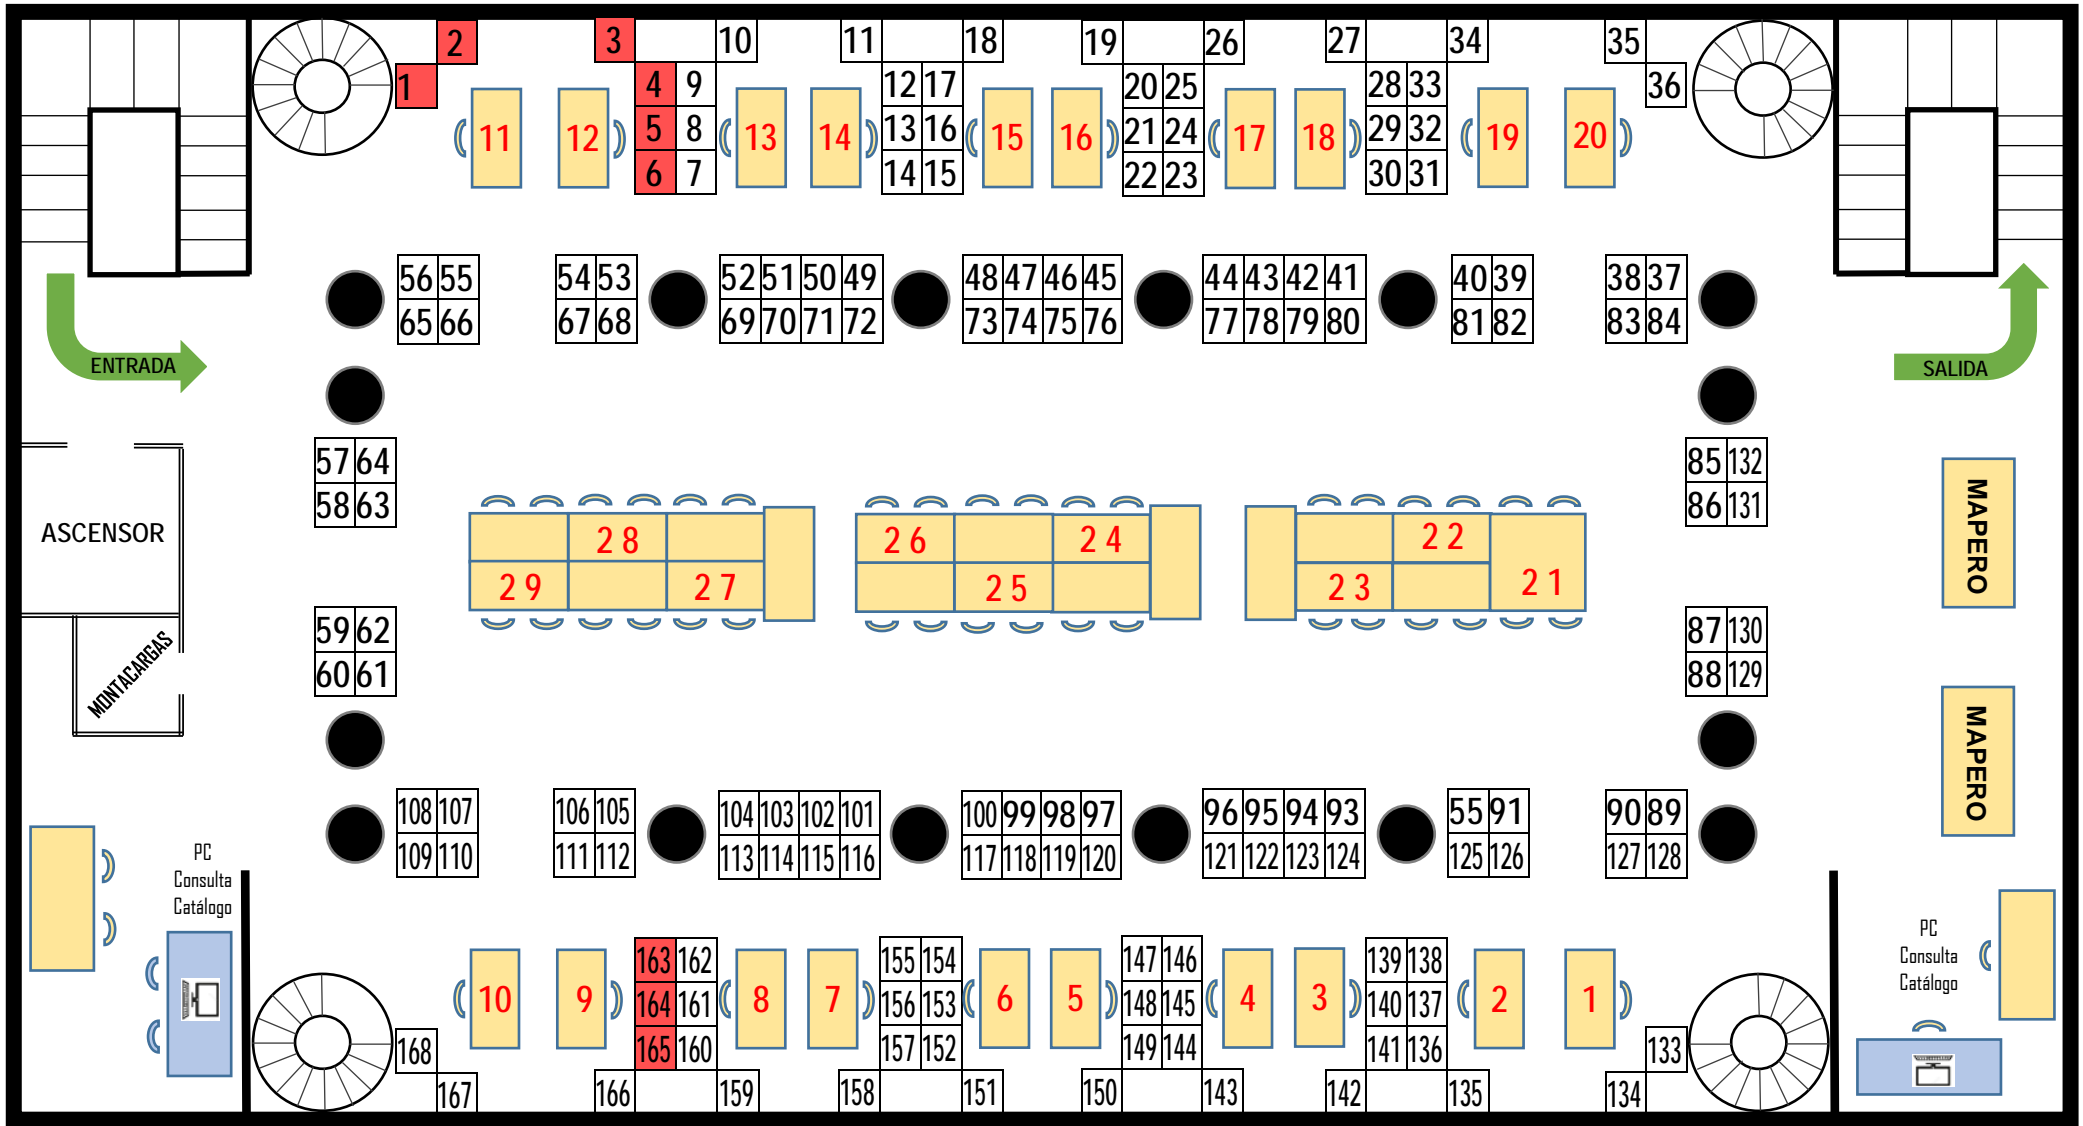 2 3 10 11 18 19 26 27 34 35
1 4 9 12 17 20 25 28 33 36
11 12 5 8 13 14 13 16 15 16 21 24 17 18 29 32 19 20
6 7 14 15 22 23 30 31
56 55 54 53 52 51 50 49 48 47 46 45 44 43 42 41 40 39 38 37
65 66 67 68 69 70 71 72 73 74 75 76 77 78 79 80 81 82 83 84
ENTRADA
SALIDA
57 64 85 132
58 63 86 131
ASCENSOR
MAPERO
28 26 24 22
29 27 25 23 21
59 62 87 130
60 61 88 129
MONTACARGAS
MAPERO
108 107 106 105 104 103 102 101 100 99 98 97 96 95 94 93 55 91 90 89
109 110 111 112 113 114 115 116 117 118 119 120 121 122 123 124 125 126 127 128
PC
Consulta
Catálogo
PC
Consulta
Catálogo
163 162 155 154 147 146 139 138
10 9 164 161 8 7 156 153 6 5 148 145 4 3 140 137 2 1
168 165 160 157 152 149 144 141 136 133
167 166 159 158 151 150 143 142 135 134